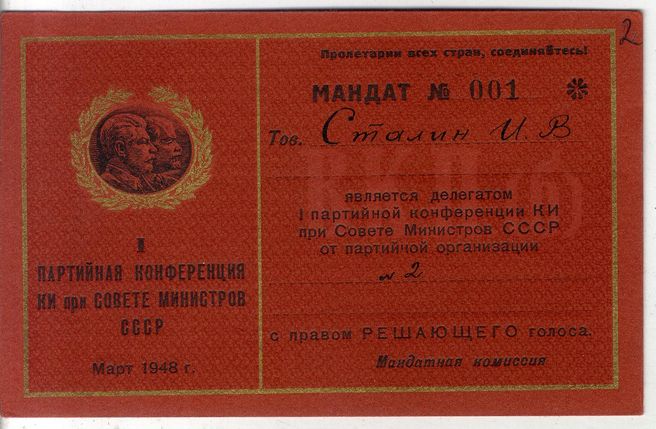 2
Пролетарии всех стран, соединяйтесь!
МАНДАТ № 001
Тов. Сталин И. В
является делегатом
I партийной конференции КИ
при Совете Министров СССР
от партийчой организации
№ 2
с правом РЕШАЮЩЕГО голоса.
Мандатная комиссия
I
ПАРТИЙНАЯ КОНФЕРЕНЦИЯ
КИ при СОВЕТЕ МИНИСТРОВ
СССР
Март 1948 г.